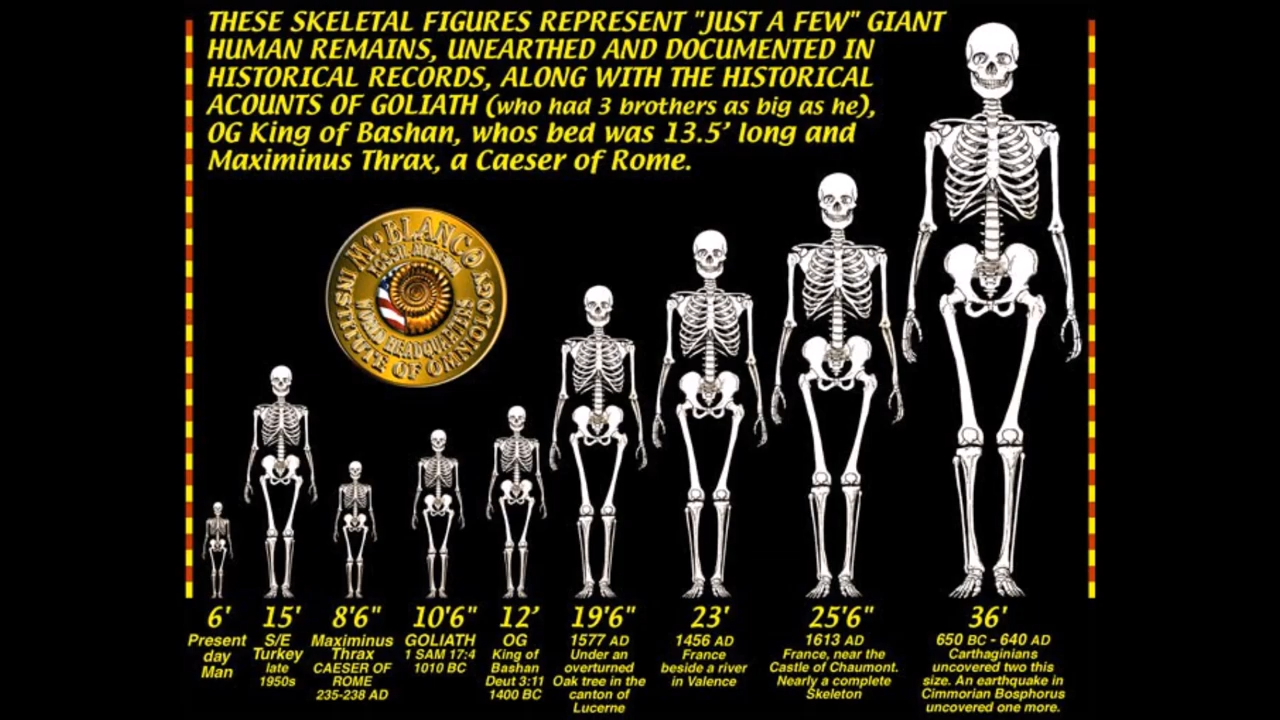 THESE SKELETAL FIGURES REPRESENT "JUST A FEW" GIANT
HUMAN REMAINS, UNEARTHED AND DOCUMENTED IN
HISTORICAL RECORDS, ALONG WITH THE HISTORICAL
ACOUNTS OF GOLIATH (who had 3 brothers as big as he),
OG King of Bashan, whos bed was 13.5’ long and
Maximinus Thrax, a Caeser of Rome.
Mt. BLANCO
FOSSIL MUSEUM
WORLD HEADQUARTERS
INSTITUTE OF OMNIOLOGY
6'
Present
day
Man
15'
S/E
Turkey
late
1950s
8'6"
Maximinus
Thrax
CAESER OF
ROME
235-238 AD
10'6"
GOLIATH
1 SAM 17:4
1010 BC
12’
OG
King of
Bashan
Deut 3:11
1400 BC
19'6"
1577 AD
Under an
overturned
Oak tree in the
canton of
Lucerne
23'
1456 AD
France
beside a river
in Valence
25'6"
1613 AD
France, near the
Castle of Chaumont.
Nearly a complete
Skeleton
36'
650 BC - 640 AD
Carthaginians
uncovered two this
size. An earthquake in
Cimmorian Bosphorus
uncovered one more.